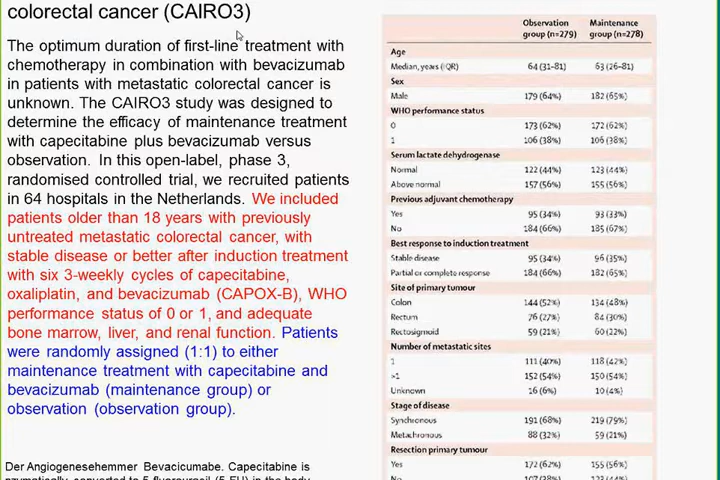 colorectal cancer (CAIRO3)
The optimum duration of first-line treatment with
chemotherapy in combination with bevacizumab
in patients with metastatic colorectal cancer is
unknown. The CAIRO3 study was designed to
determine the efficacy of maintenance treatment
with capecitabine plus bevacizumab versus
observation. In this open-label, phase 3,
randomised controlled trial, we recruited patients
in 64 hospitals in the Netherlands. We included
patients older than 18 years with previously
untreated metastatic colorectal cancer, with
stable disease or better after induction treatment
with six 3-weekly cycles of capecitabine,
oxaliplatin, and bevacizumab (CAPOX-B), WHO
performance status of 0 or 1, and adequate
bone marrow, liver, and renal function. Patients
were randomly assigned (1:1) to either
maintenance treatment with capecitabine and
bevacizumab (maintenance group) or
observation (observation group).
Der Angiogenesehemmer Bevacicumabe. Capecitabine is
Observation Maintenance
group (n=279) group (n=278)
Age
Median, years (IQR) 64 (31–81) 63 (26–81)
Sex
Male 179 (64%) 182 (65%)
WHO performance status
0 173 (62%) 172 (62%)
1 106 (38%) 106 (38%)
Serum lactate dehydrogenase
Normal 122 (44%) 123 (44%)
Above normal 157 (56%) 155 (56%)
Previous adjuvant chemotherapy
Yes 95 (34%) 93 (33%)
No 184 (66%) 185 (67%)
Best response to induction treatment
Stable disease 95 (34%) 96 (35%)
Partial or complete response 184 (66%) 182 (65%)
Site of primary tumour
Colon 144 (52%) 134 (48%)
Rectum 76 (27%) 84 (30%)
Rectosigmoid 59 (21%) 60 (22%)
Number of metastatic sites
1 111 (40%) 118 (42%)
>1 152 (54%) 150 (54%)
Unknown 16 (6%) 10 (4%)
Stage of disease
Synchronous 191 (68%) 219 (79%)
Metachronous 88 (32%) 59 (21%)
Resection primary tumour
Yes 172 (62%) 155 (56%)